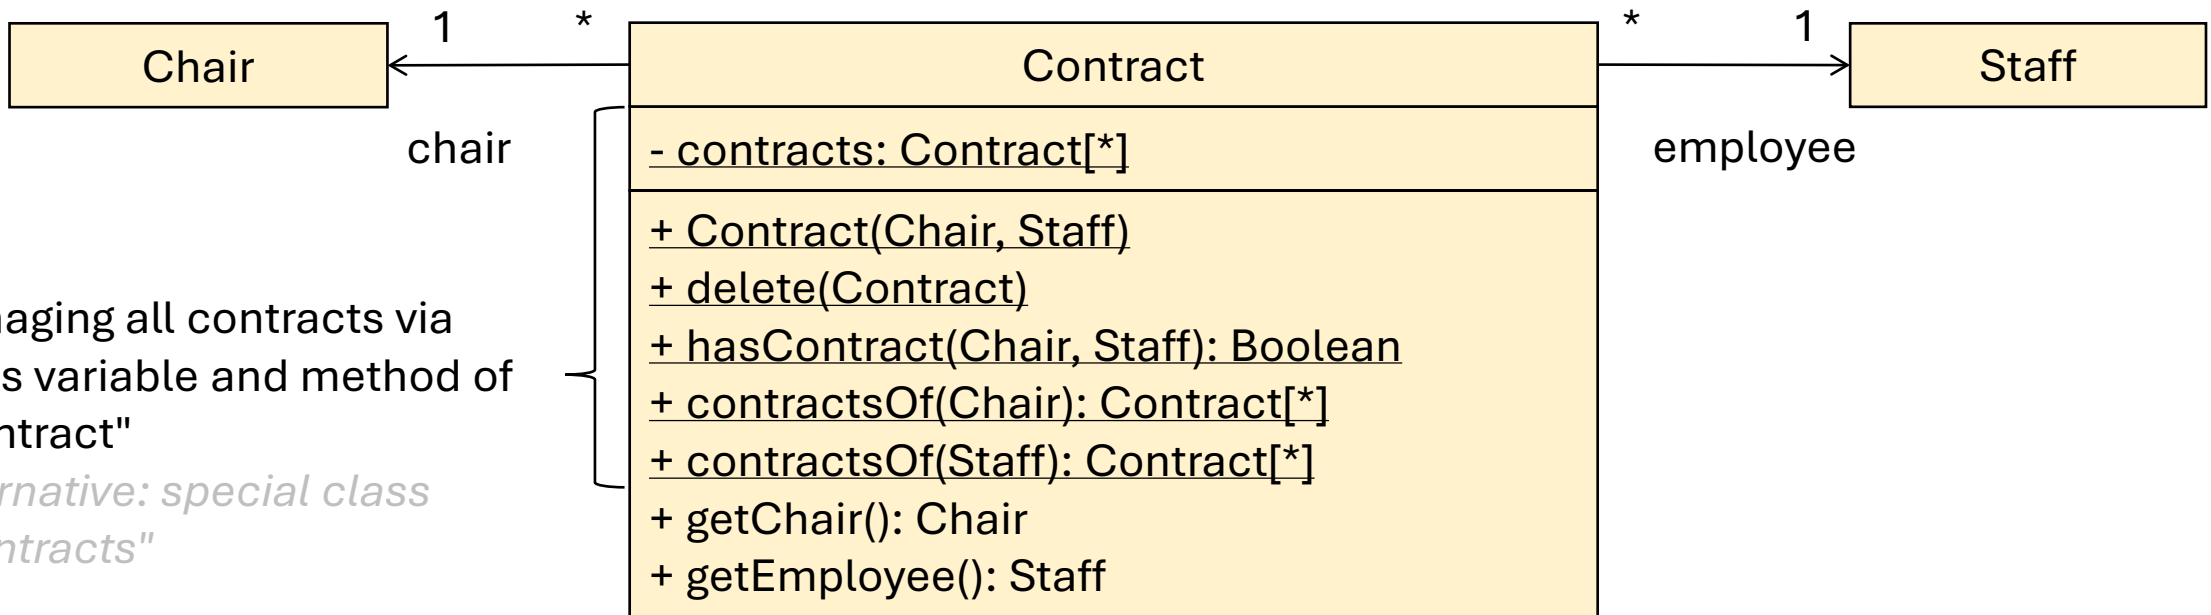 Chair
1
*
Contract
*
1
Staff
chair
- contracts: Contract[*]
employee
+ Contract(Chair, Staff)
+ delete(Contract)
+ hasContract(Chair, Staff): Boolean
+ contractsOf(Chair): Contract[*]
+ contractsOf(Staff): Contract[*]
+ getChair(): Chair
+ getEmployee(): Staff
naging all contracts via
s variable and method of
ntract"
rnative: special class
ntracts"